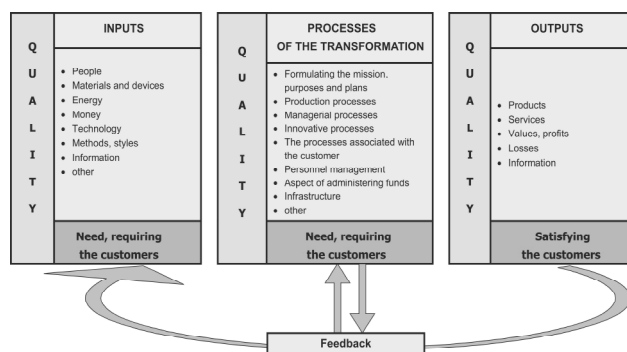 INPUTS
QUALITY
People
Materials and devices
Energy
Money
Technology
Methods, styles
Information
other
Need, requiring
the customers
PROCESSES
OF THE TRANSFORMATION
QUALITY
Formulating the mission,
purposes and plans
Production processes
Managenal processes
Innovative processes
The processes associated with
the customer
Personnel management
Aspect of administering funds
Infrastructure
other
Need, requiring
the customers
OUTPUTS
QUALITY
Products
Services
Values, profits
Losses
Information
Satisfying
the customers
Feedback